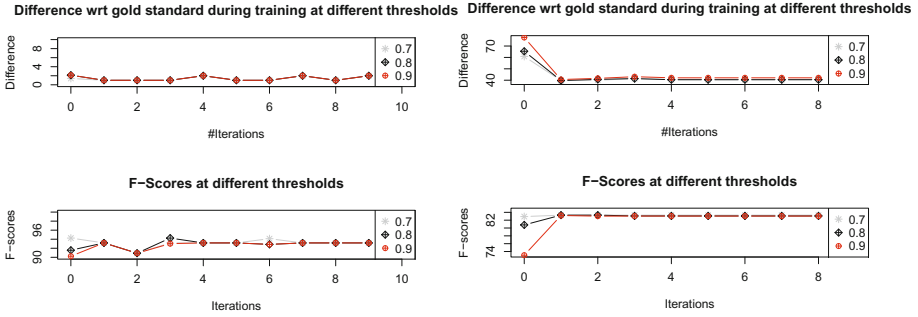 Difference wrt gold standard during training at different thresholds
Difference
8
4
0
0.7
0.8
0.9
0 2 4 6 8 10
#Iterations
Difference wrt gold standard during training at different thresholds
Difference
70
40
0.7
0.8
0.9
0 2 4 6 8
#Iterations
F−Scores at different thresholds
F−scores
96
90
0.7
0.8
0.9
0 2 4 6 8 10
Iterations
F−Scores at different thresholds
F−scores
82
74
0.7
0.8
0.9
0 2 4 6 8
Iterations